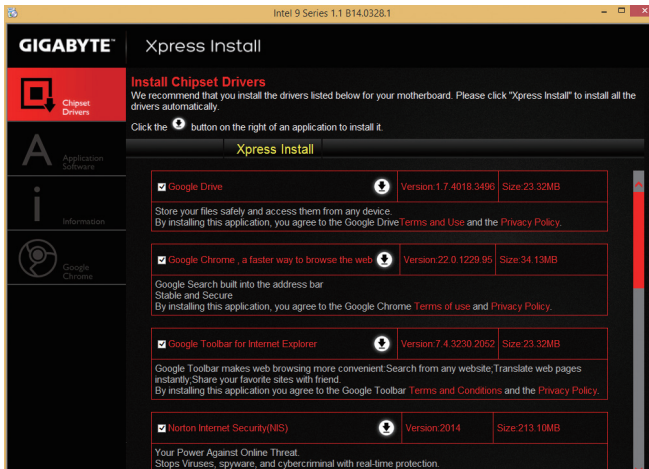 Intel 9 Series 1.1 B14.0328.1
GIGABYTE™
Xpress Install
Chipset
Drivers
Application
Software
Information
Google
Chrome
Install Chipset Drivers
We recommend that you install the drivers listed below for your motherboard. Please click "Xpress Install" to install all the
drivers automatically.
Click the button on the right of an application to install it.
Xpress Install
Google Drive Version:1.7.4018.3496 Size:23.32MB
Store your files safely and access them from any device.
By installing this application, you agree to the Google DriveTerms and Use and the Privacy Policy.
Google Chrome , a faster way to browse the web Version:22.0.1229.95 Size:34.13MB
Google Search built into the address bar
Stable and Secure
By installing this application, you agree to the Google Chrome Terms of use and Privacy Policy.
Google Toolbar for Internet Explorer Version:7.4.3230.2052 Size:23.32MB
Google Toolbar makes web browsing more convenient:Search from any website;Translate web pages
instantly;Share your favorite sites with friend.
By installing this application you agree to the Google Toolbar Terms and Conditions and the Privacy Policy.
Norton Internet Security(NIS) Version:2014 Size:213.10MB
Your Power Against Online Threat.
Stops Viruses, spyware, and cybercriminal with real-time protection.